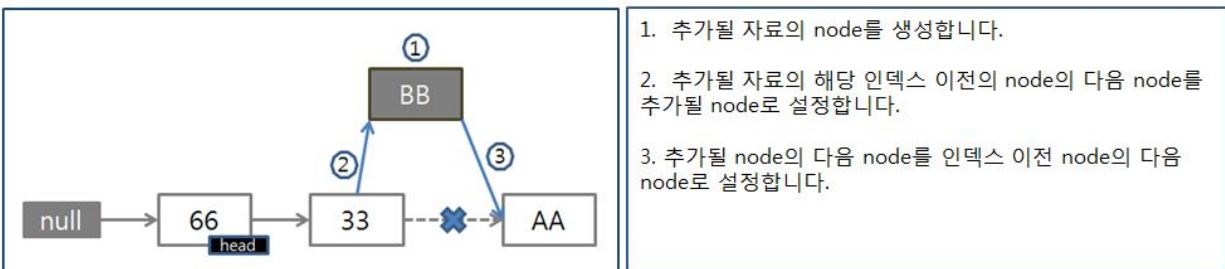 ①
BB
②
③
null
66
33
AA
head
1. 추가될 자료의 node를 생성합니다.
2. 추가될 자료의 해당 인덱스 이전의 node의 다음 node를
추가될 node로 설정합니다.
3. 추가될 node의 다음 node를 인덱스 이전 node의 다음
node로 설정합니다.